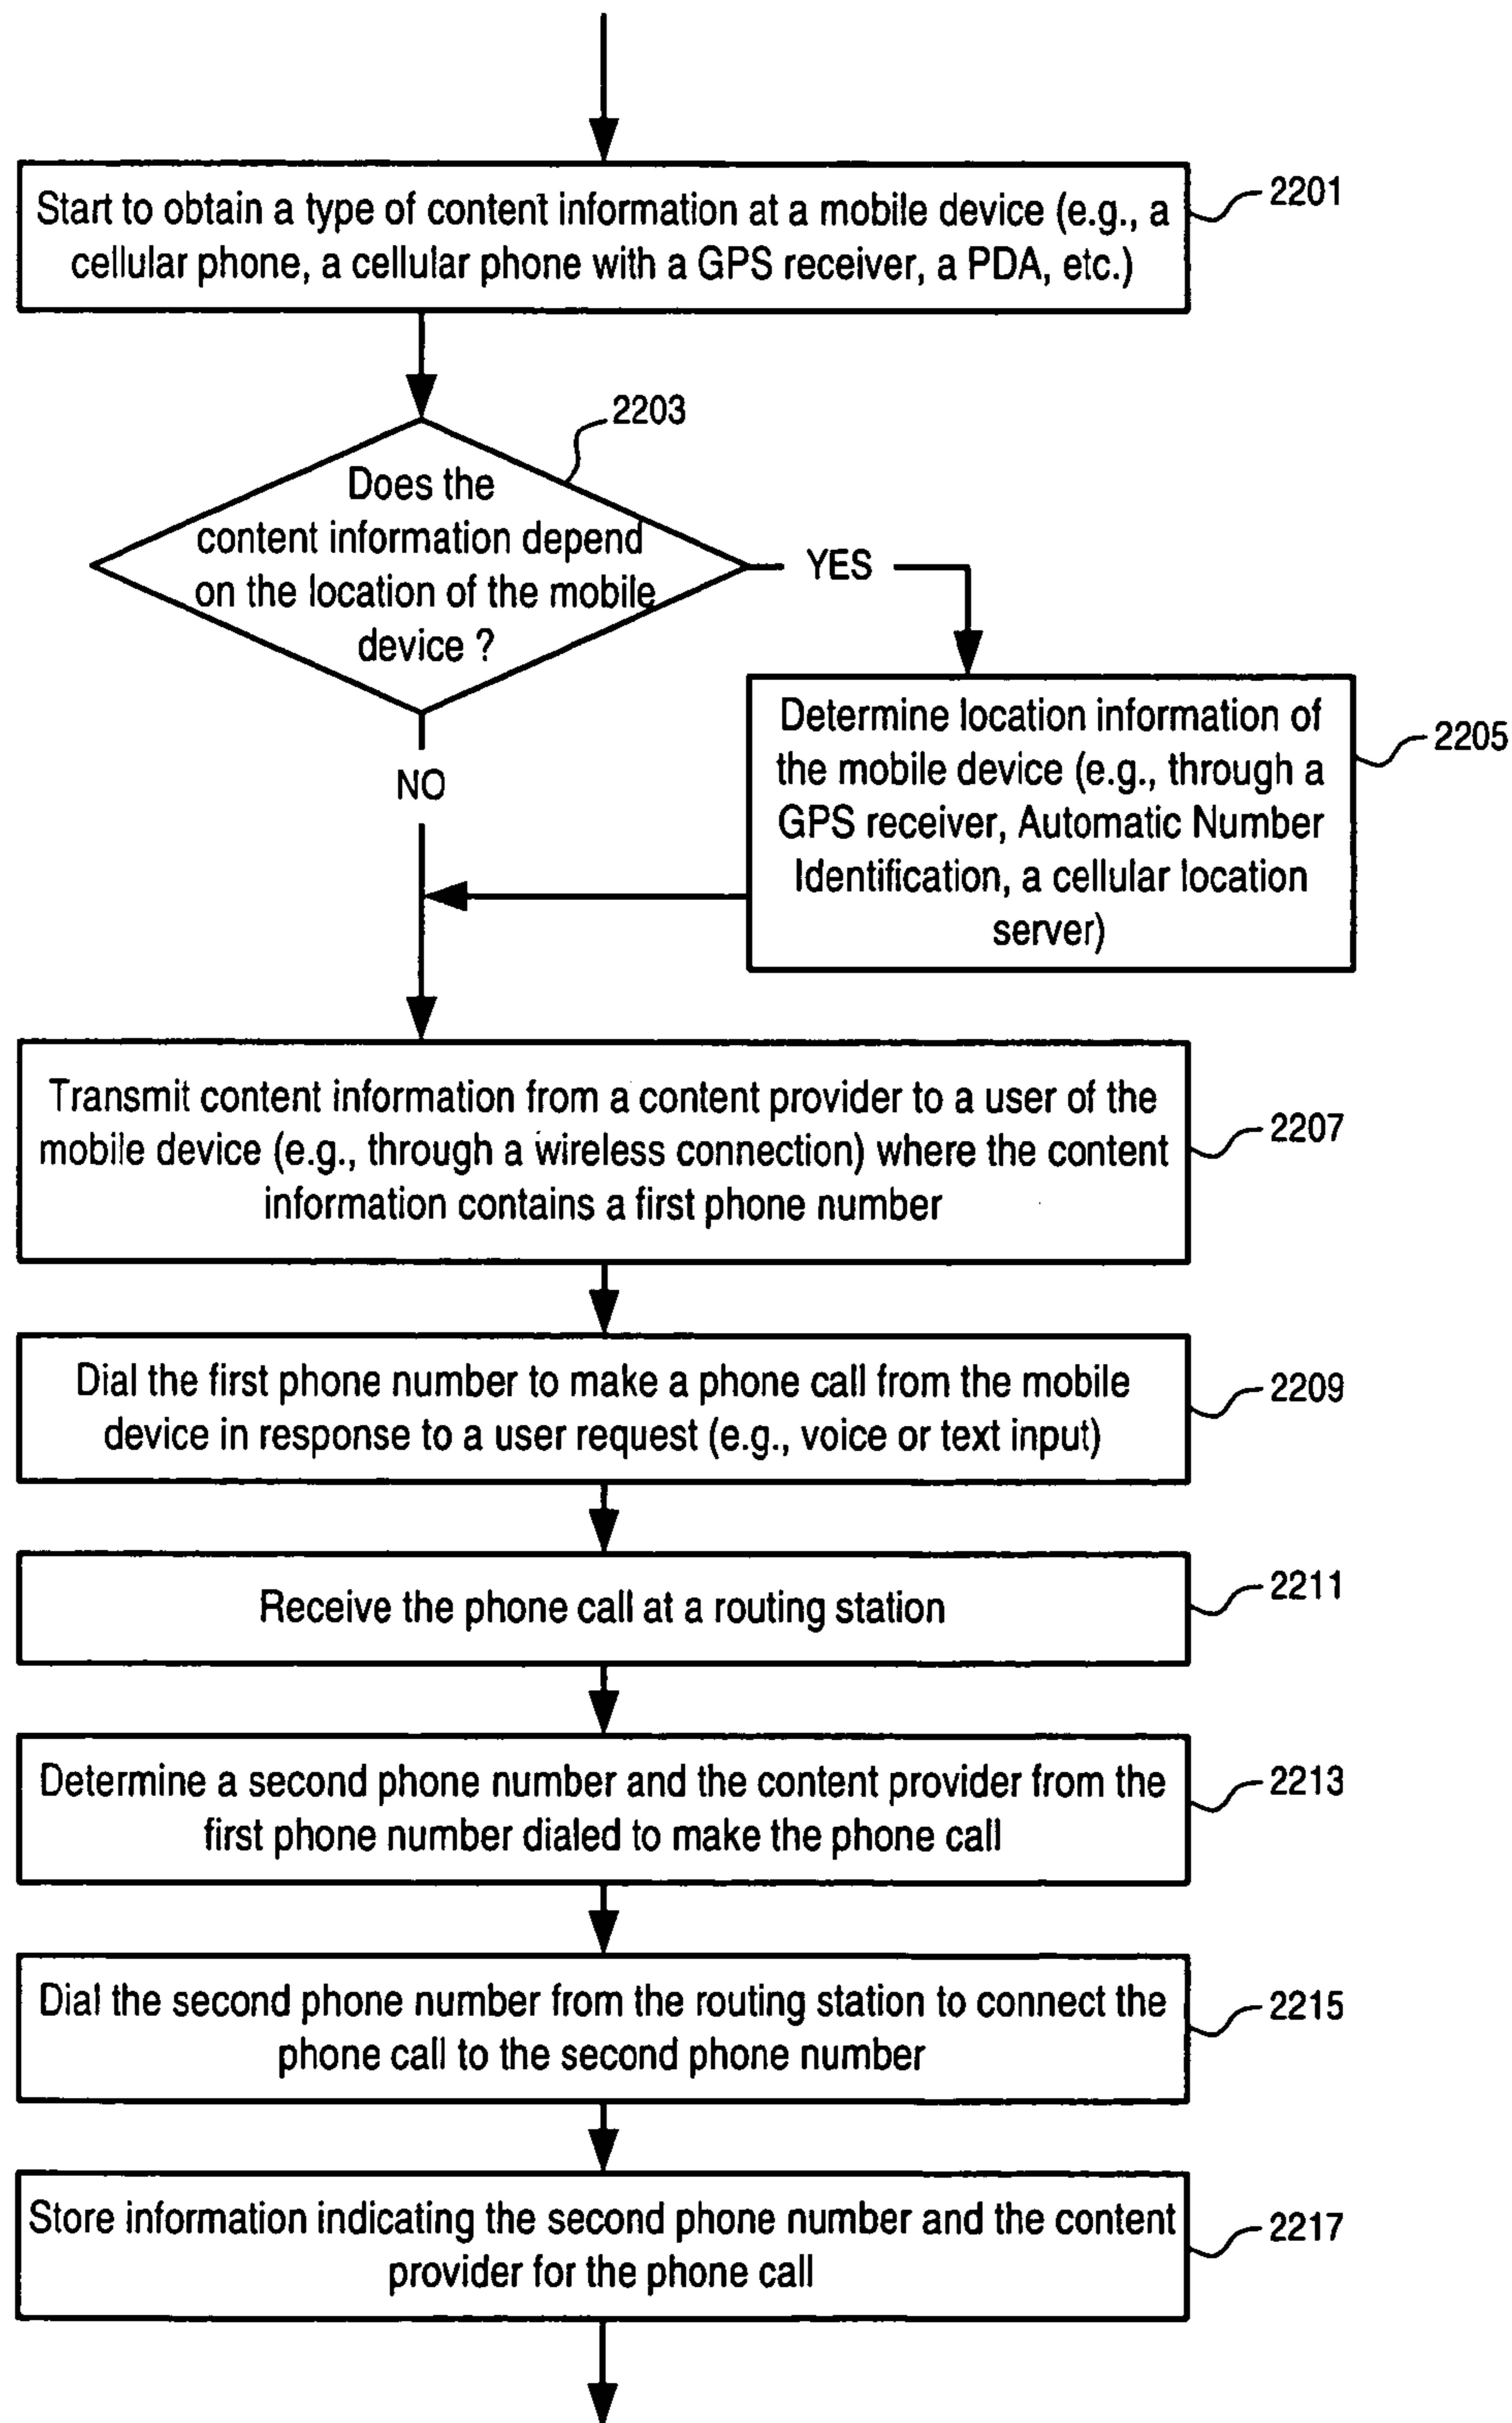 Start to obtain a type of content information at a mobile device (e.g., a
cellular phone, a cellular phone with a GPS receiver, a PDA, etc.)
2201
2203
Does the
content information depend
on the location of the mobile
device ?
YES
NO
Determine location information of
the mobile device (e.g., through a
GPS receiver, Automatic Number
Identification, a cellular location
server)
2205
Transmit content information from a content provider to a user of the
mobile device (e.g., through a wireless connection) where the content
information contains a first phone number
2207
Dial the first phone number to make a phone call from the mobile
device in response to a user request (e.g., voice or text input)
2209
Receive the phone call at a routing station
2211
Determine a second phone number and the content provider from the
first phone number dialed to make the phone call
2213
Dial the second phone number from the routing station to connect the
phone call to the second phone number
2215
Store information indicating the second phone number and the content
provider for the phone call
2217